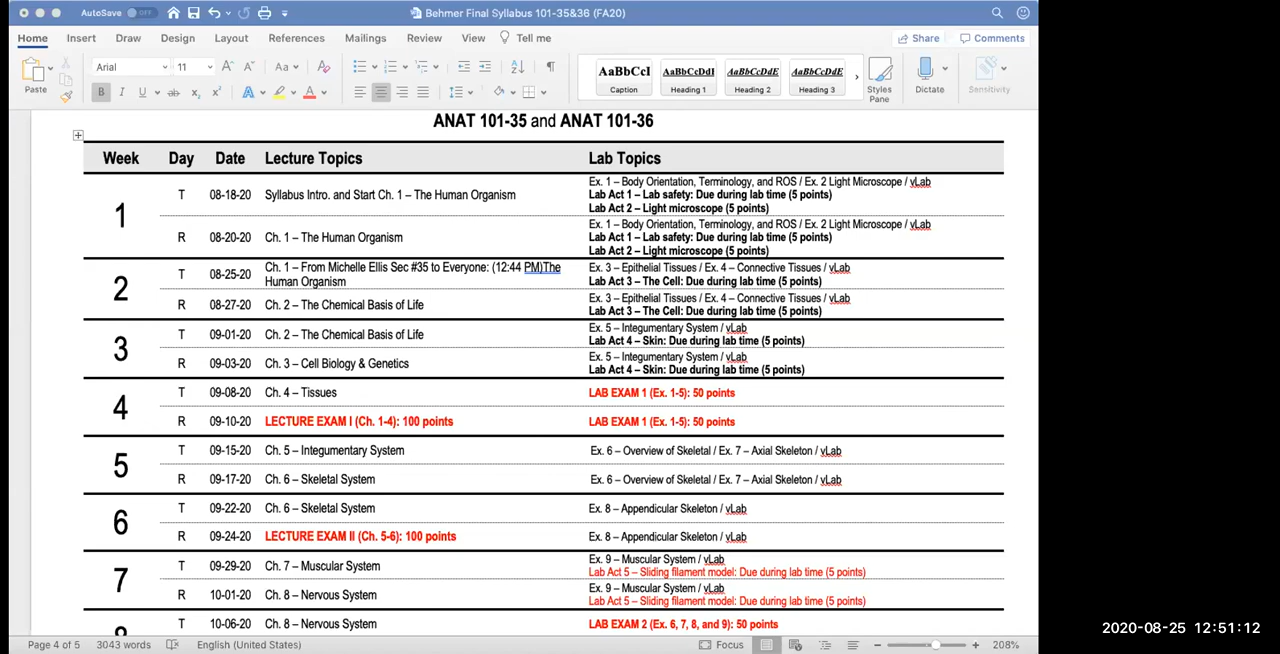 AutoSave OFF Behmer Final Syllabus 101-35&36 (FA20)
Home Insert Draw Design Layout References Mailings Review View Tell me Share Comments
Paste Arial 11 AaBbCcI AaBbCcDdI AaBbCcDdE AaBbCcDdE
Caption Heading 1 Heading 2 Heading 3 Styles Pane Dictate Sensitivity
ANAT 101-35 and ANAT 101-36
Week Day Date Lecture Topics Lab Topics
1 T 08-18-20 Syllabus Intro. and Start Ch. 1 – The Human Organism Ex. 1 – Body Orientation, Terminology, and ROS / Ex. 2 Light Microscope / vLab
Lab Act 1 – Lab safety: Due during lab time (5 points)
Lab Act 2 – Light microscope (5 points)
R 08-20-20 Ch. 1 – The Human Organism Ex. 1 – Body Orientation, Terminology, and ROS / Ex. 2 Light Microscope / vLab
Lab Act 1 – Lab safety: Due during lab time (5 points)
Lab Act 2 – Light microscope (5 points)
2 T 08-25-20 Ch. 1 – From Michelle Ellis Sec #35 to Everyone: (12:44 PM)The Ex. 3 – Epithelial Tissues / Ex. 4 – Connective Tissues / vLab
Human Organism Lab Act 3 – The Cell: Due during lab time (5 points)
R 08-27-20 Ch. 2 – The Chemical Basis of Life Ex. 3 – Epithelial Tissues / Ex. 4 – Connective Tissues / vLab
Lab Act 3 – The Cell: Due during lab time (5 points)
3 T 09-01-20 Ch. 2 – The Chemical Basis of Life Ex. 5 – Integumentary System / vLab
Lab Act 4 – Skin: Due during lab time (5 points)
R 09-03-20 Ch. 3 – Cell Biology & Genetics Ex. 5 – Integumentary System / vLab
Lab Act 4 – Skin: Due during lab time (5 points)
4 T 09-08-20 Ch. 4 – Tissues LAB EXAM 1 (Ex. 1-5): 50 points
R 09-10-20 LECTURE EXAM I (Ch. 1-4): 100 points LAB EXAM 1 (Ex. 1-5): 50 points
5 T 09-15-20 Ch. 5 – Integumentary System Ex. 6 – Overview of Skeletal / Ex. 7 – Axial Skeleton / vLab
R 09-17-20 Ch. 6 – Skeletal System Ex. 6 – Overview of Skeletal / Ex. 7 – Axial Skeleton / vLab
6 T 09-22-20 Ch. 6 – Skeletal System Ex. 8 – Appendicular Skeleton / vLab
R 09-24-20 LECTURE EXAM II (Ch. 5-6): 100 points Ex. 8 – Appendicular Skeleton / vLab
7 T 09-29-20 Ch. 7 – Muscular System Ex. 9 – Muscular System / vLab
Lab Act 5 – Sliding filament model: Due during lab time (5 points)
R 10-01-20 Ch. 8 – Nervous System Ex. 9 – Muscular System / vLab
Lab Act 5 – Sliding filament model: Due during lab time (5 points)
T 10-06-20 Ch. 8 – Nervous System LAB EXAM 2 (Ex. 6, 7, 8, and 9): 50 points
2020-08-25 12:51:12
Page 4 of 5 3043 words English (United States) Focus 208%